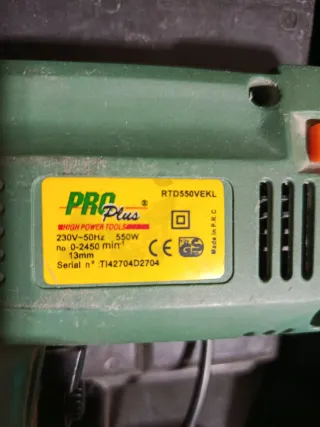 RTD550VEKL
PRO Plus ®
HIGH POWER TOOLS
230V~50Hz 550W
n₀ 0-2450 min⁻¹
13mm
Serial n° :TI42704D2704
CE
Made in P.R.C